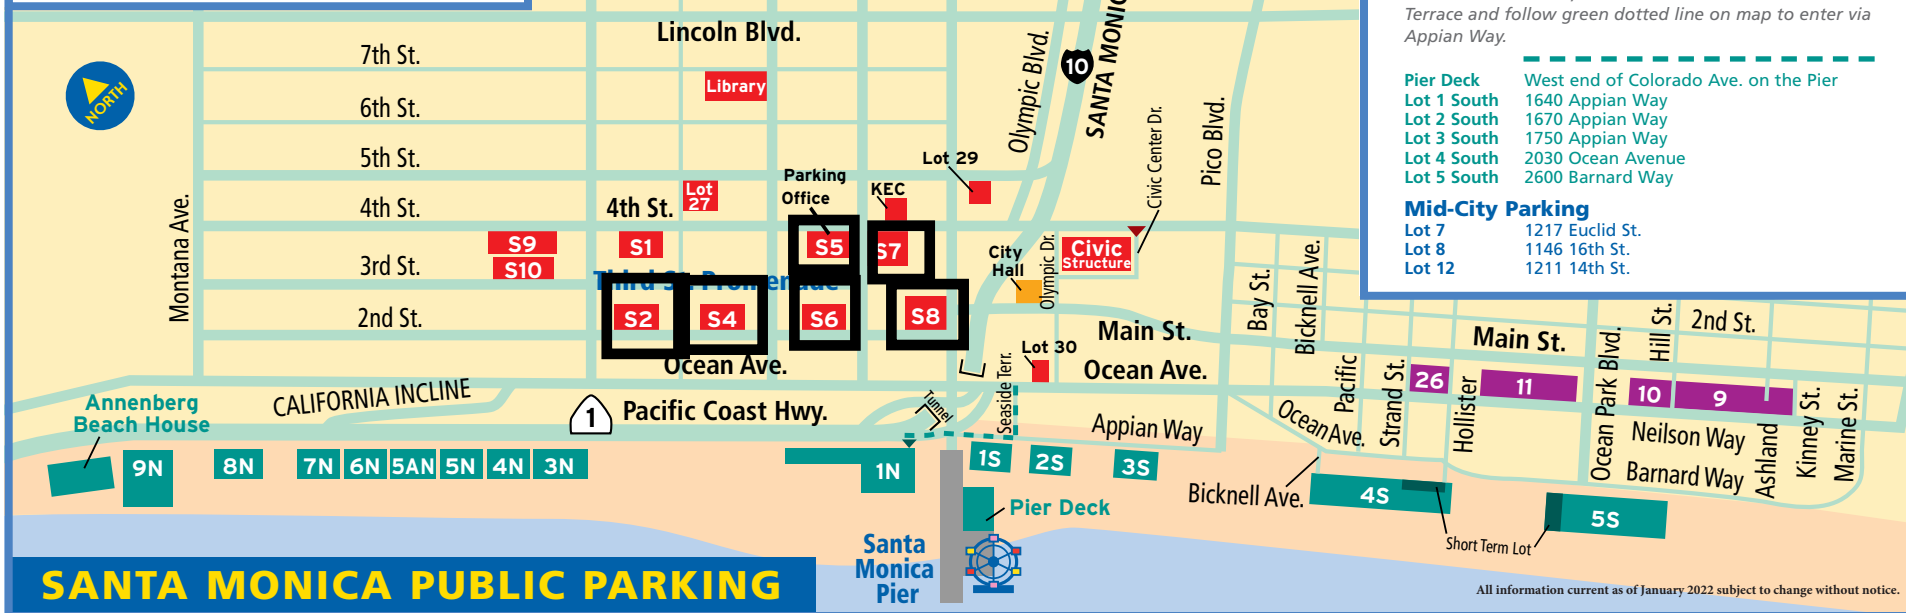 Terrace and follow green dotted line on map to enter via
Appian Way.
Pier Deck West end of Colorado Ave. on the Pier
Lot 1 South 1640 Appian Way
Lot 2 South 1670 Appian Way
Lot 3 South 1750 Appian Way
Lot 4 South 2030 Ocean Avenue
Lot 5 South 2600 Barnard Way
Mid-City Parking
Lot 7 1217 Euclid St.
Lot 8 1146 16th St.
Lot 12 1211 14th St.
NORTH
Lincoln Blvd.
7th St.
Library
6th St.
5th St.
4th St.
4th St.
3rd St.
2nd St.
Montana Ave.
Lot
27
Parking
Office
KEC
Lot 29
Olympic Blvd.
10
SANTA MONIC
Civic Center Dr.
Pico Blvd.
S9
S10
S1
S5
S7
Third St. Promenade
S2
S4
S6
S8
City
Hall
Olympic Dr.
Civic
Structure
Bay St.
Bicknell Ave.
Main St.
Lot 30
Ocean Ave.
Ocean Ave.
Main St.
2nd St.
Hill St.
Ocean Park Blvd.
Pacific
Strand St.
26
Hollister
11
10
9
CALIFORNIA INCLINE
1
Pacific Coast Hwy.
Tunnel
Seaside Terr.
Appian Way
Ocean Ave.
Neilson Way
Barnard Way
Ashland
Kinney St.
Marine St.
Annenberg
Beach House
9N
8N
7N
6N
5AN
5N
4N
3N
1N
1S
2S
3S
Bicknell Ave.
4S
5S
Short Term Lot
Pier Deck
Santa
Monica
Pier
SANTA MONICA PUBLIC PARKING
All information current as of January 2022 subject to change without notice.